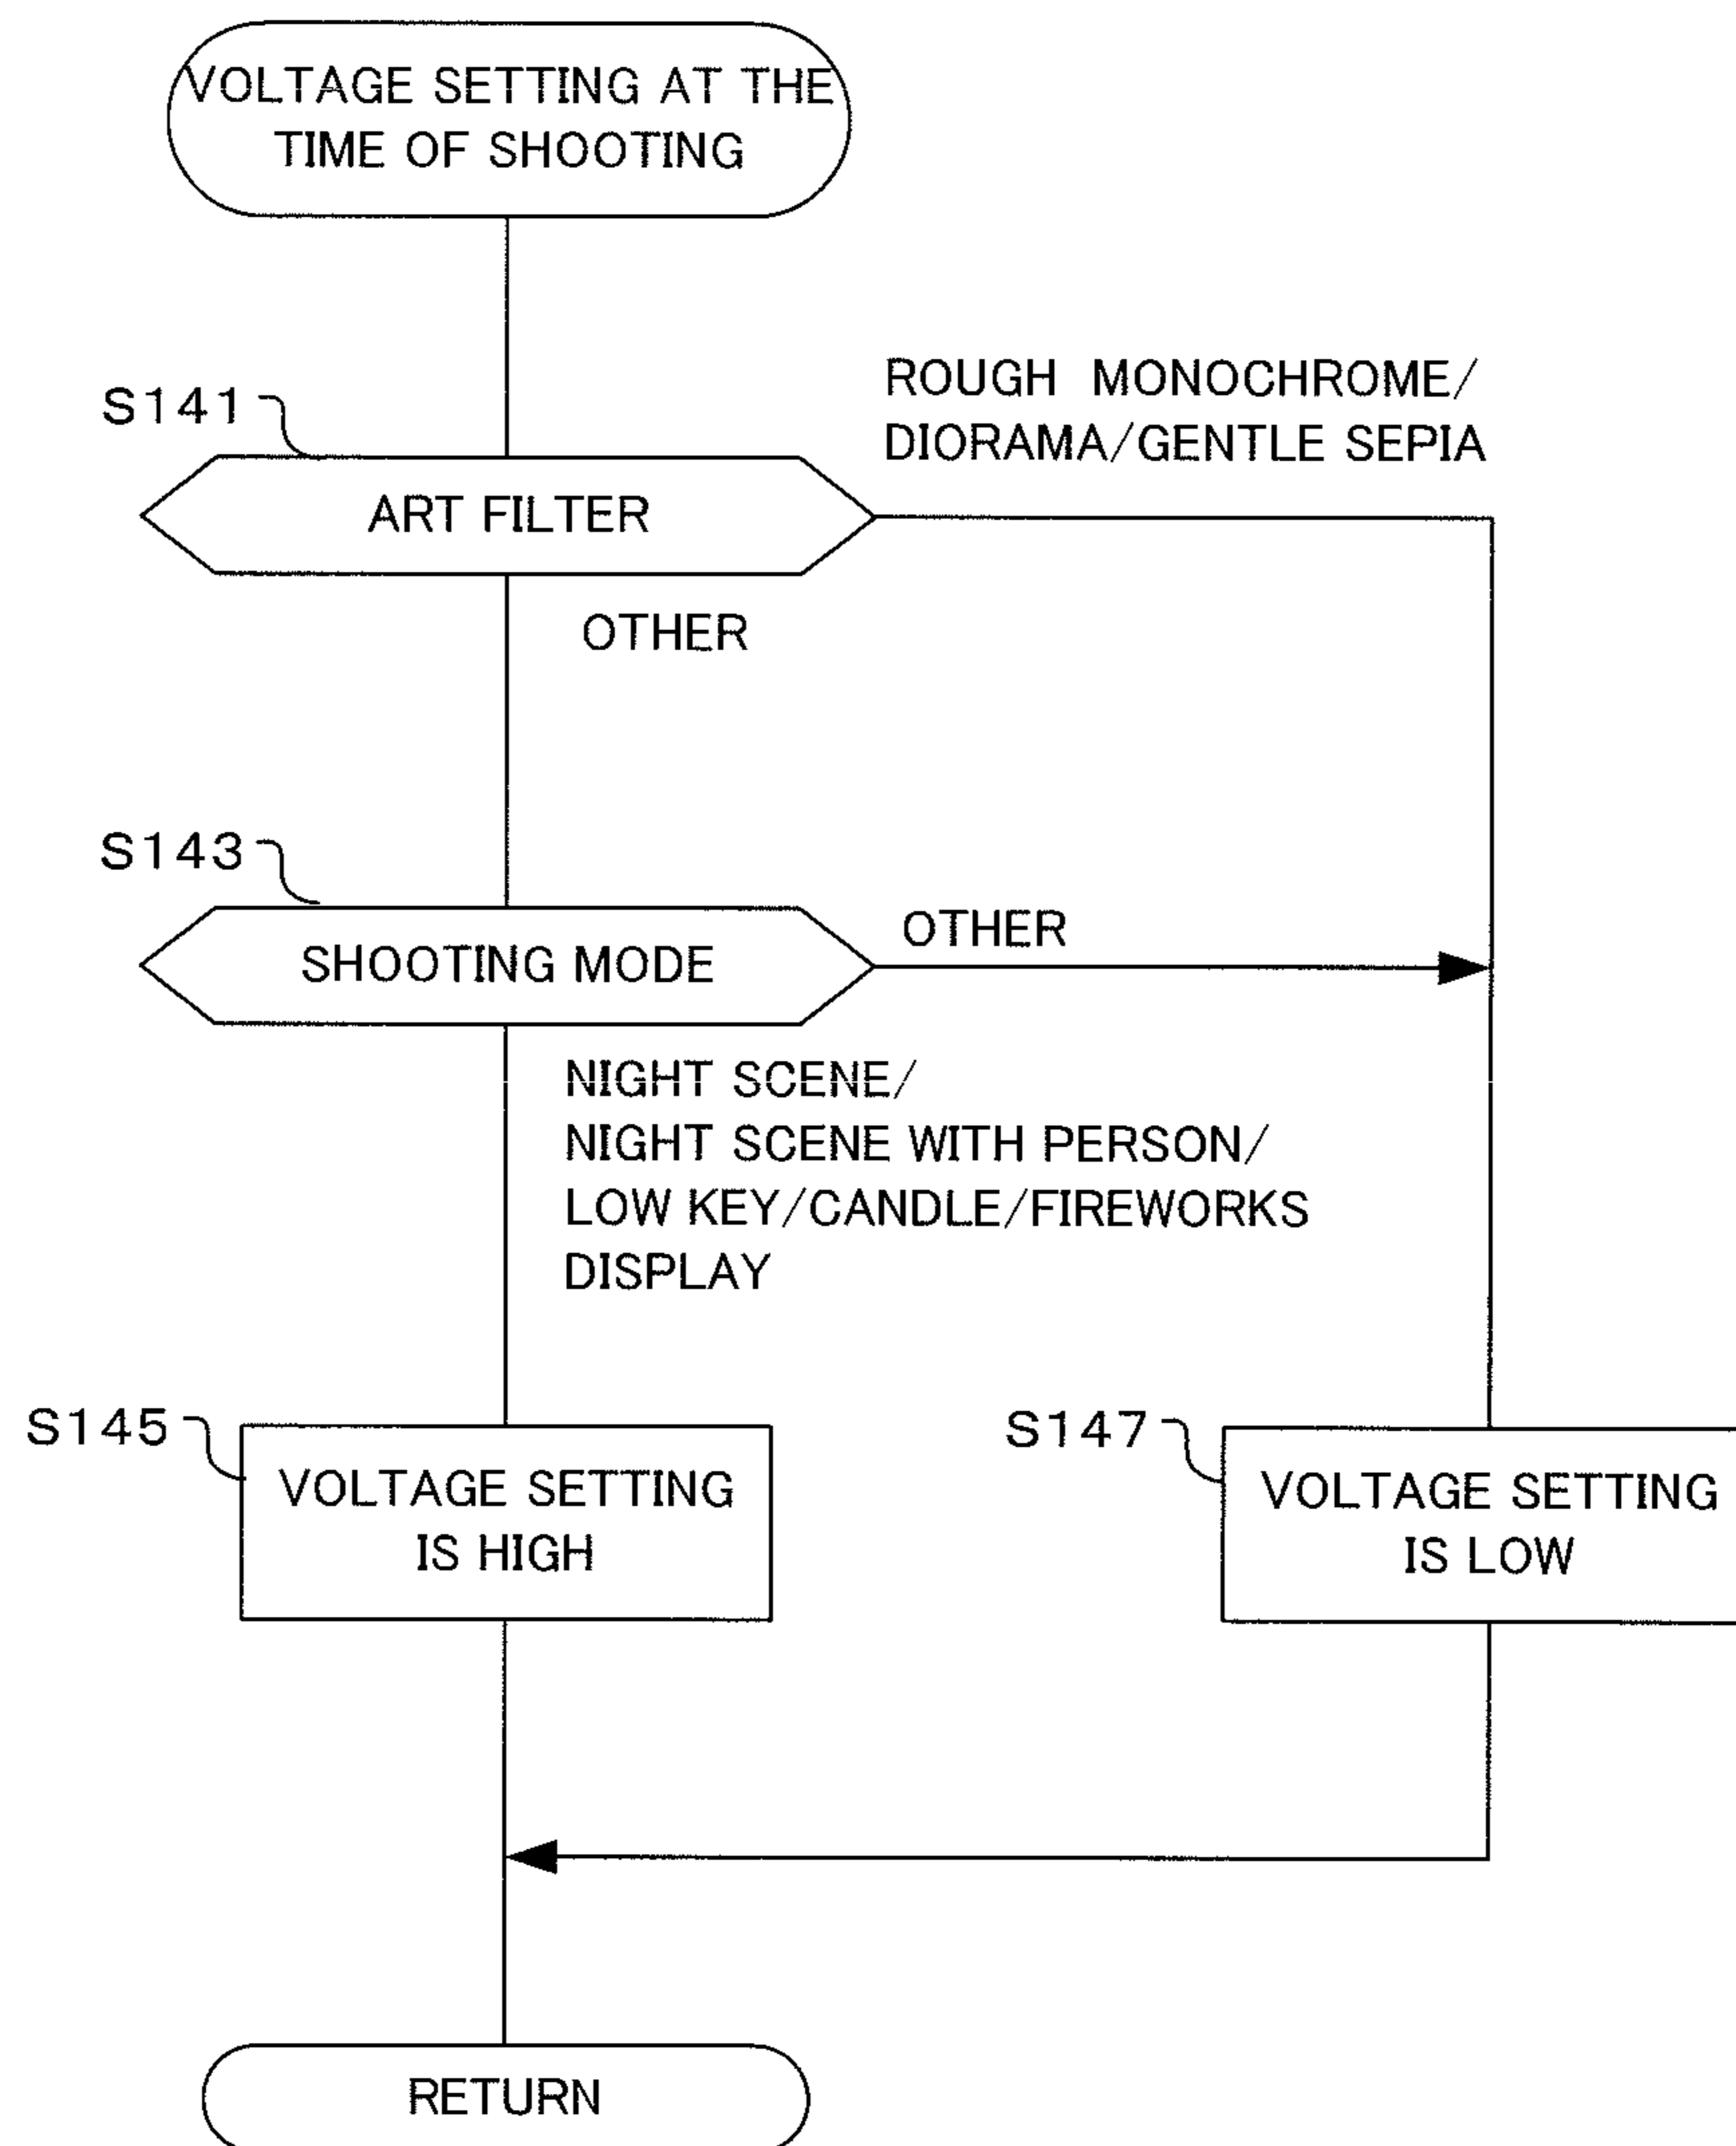 VOLTAGE SETTING AT THE
TIME OF SHOOTING
ROUGH MONOCHROME/
DIORAMA/GENTLE SEPIA
S141
ART FILTER
OTHER
S143
SHOOTING MODE
OTHER
NIGHT SCENE/
NIGHT SCENE WITH PERSON/
LOW KEY/CANDLE/FIREWORKS
DISPLAY
S145
VOLTAGE SETTING
IS HIGH
S147
VOLTAGE SETTING
IS LOW
RETURN